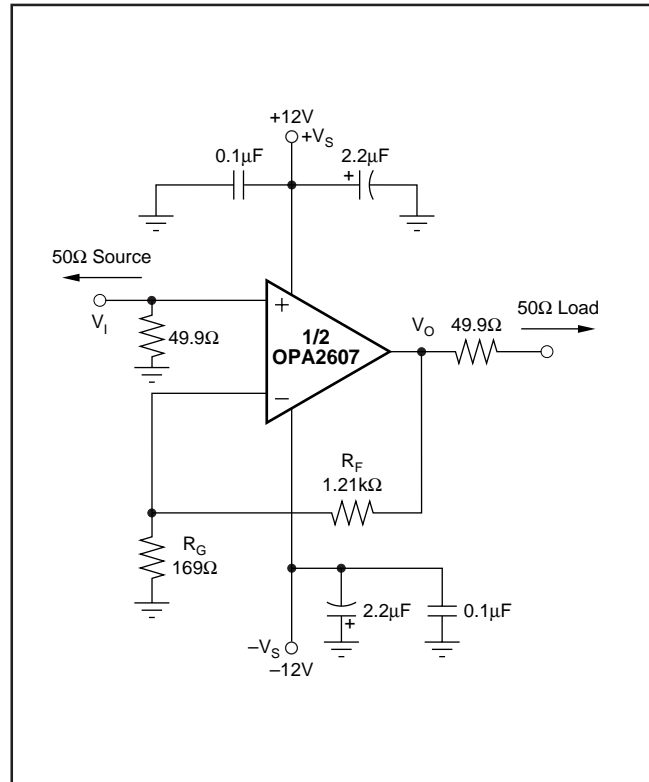 +12V
+V_S
0.1μF
2.2μF
+
50Ω Source
V_I
49.9Ω
+
1/2
OPA2607
−
V_O
49.9Ω
50Ω Load
R_F
1.21kΩ
R_G
169Ω
2.2μF
+
0.1μF
–V_S
–12V